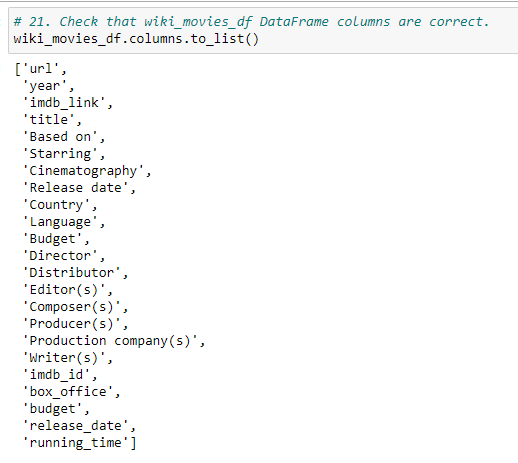 # 21. Check that wiki_movies_df DataFrame columns are correct.
wiki_movies_df.columns.to_list()
['url',
'year',
'imdb_link',
'title',
'Based on',
'Starring',
'Cinematography',
'Release date',
'Country',
'Language',
'Budget',
'Director',
'Distributor',
'Editor(s)',
'Composer(s)',
'Producer(s)',
'Production company(s)',
'Writer(s)',
'imdb_id',
'box_office',
'budget',
'release_date',
'running_time']